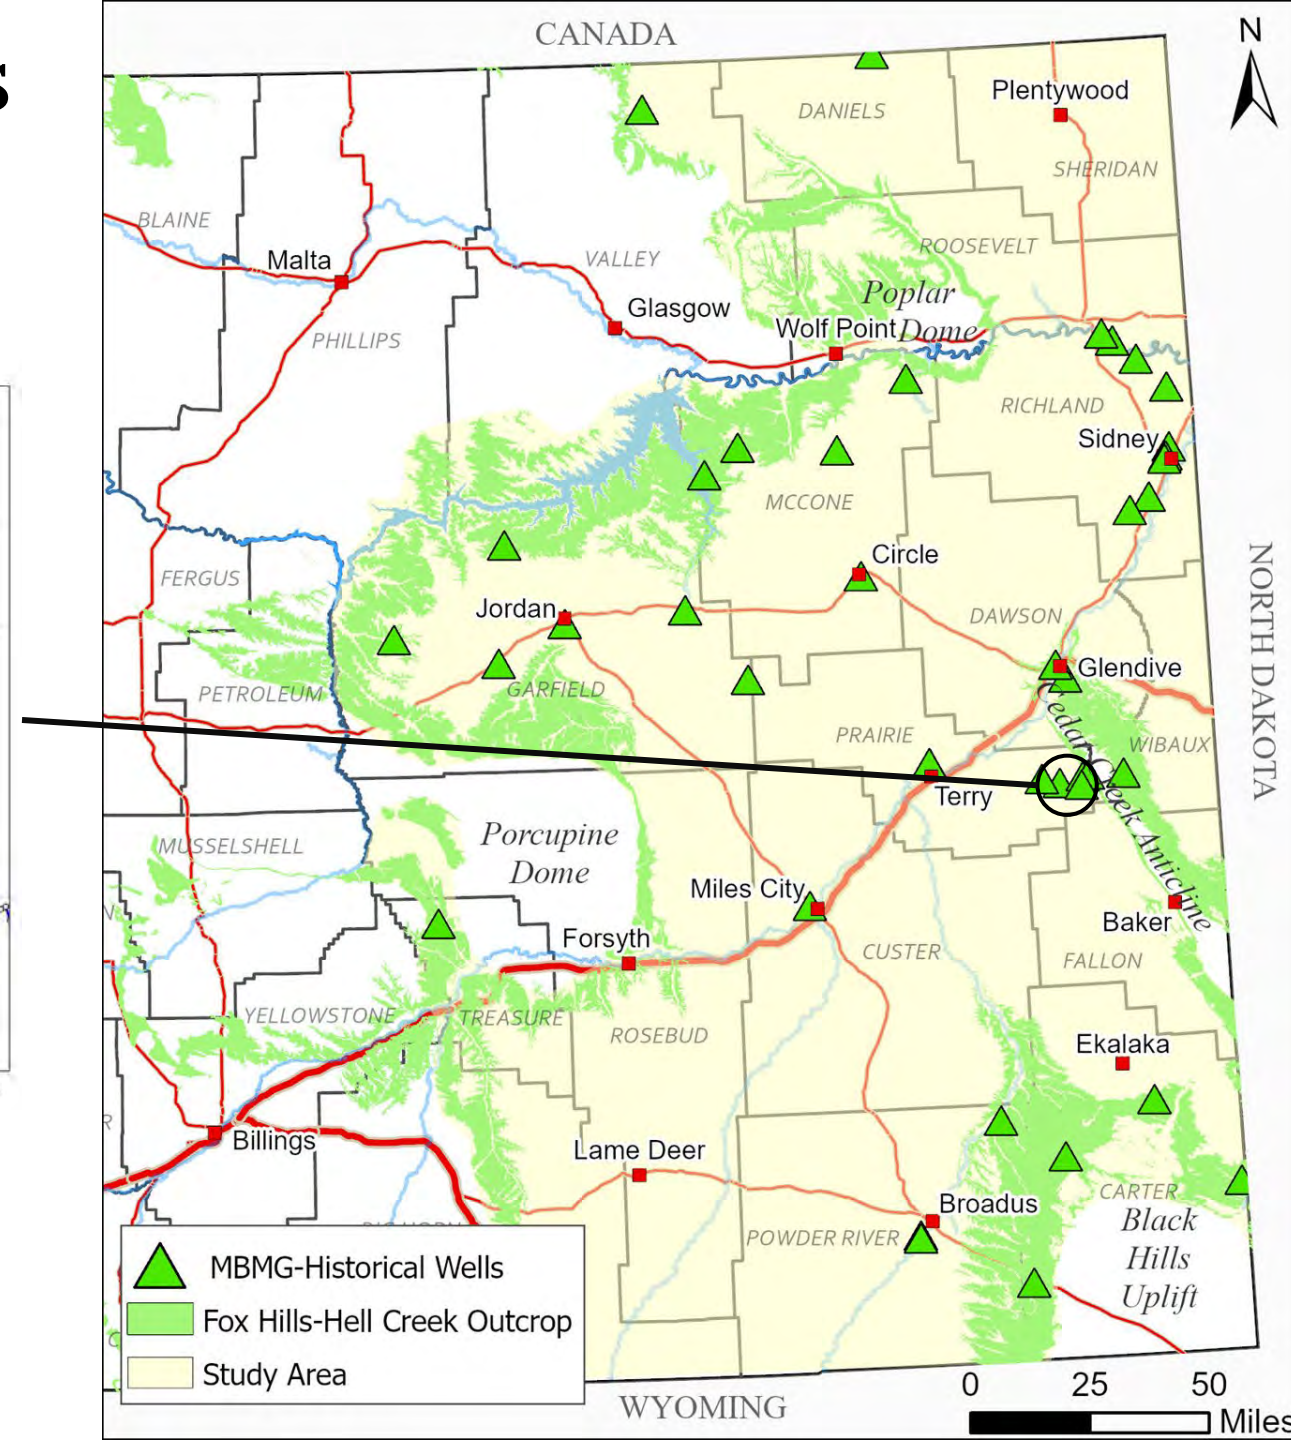 s
CANADA
N
Plentywood
DANIELS
SHERIDAN
BLAINE
ROOSEVELT
Malta
VALLEY
Poplar
Dome
Glasgow
Wolf Point
PHILLIPS
RICHLAND
Sidney
MCCONE
Circle
FERGUS
Jordan
DAWSON
NORTH DAKOTA
Glendive
PETROLEUM
GARFIELD
PRAIRIE
WIBAUX
Cedar Creek Anticline
Terry
Porcupine
Dome
MUSSELSHELL
Miles City
Baker
Forsyth
CUSTER
FALLON
YELLOWSTONE
TREASURE
ROSEBUD
Ekalaka
Billings
Lame Deer
CARTER
Broadus
Black
Hills
Uplift
POWDER RIVER
BIG HORN
MBMG-Historical Wells
Fox Hills-Hell Creek Outcrop
Study Area
0 25 50
Miles
WYOMING